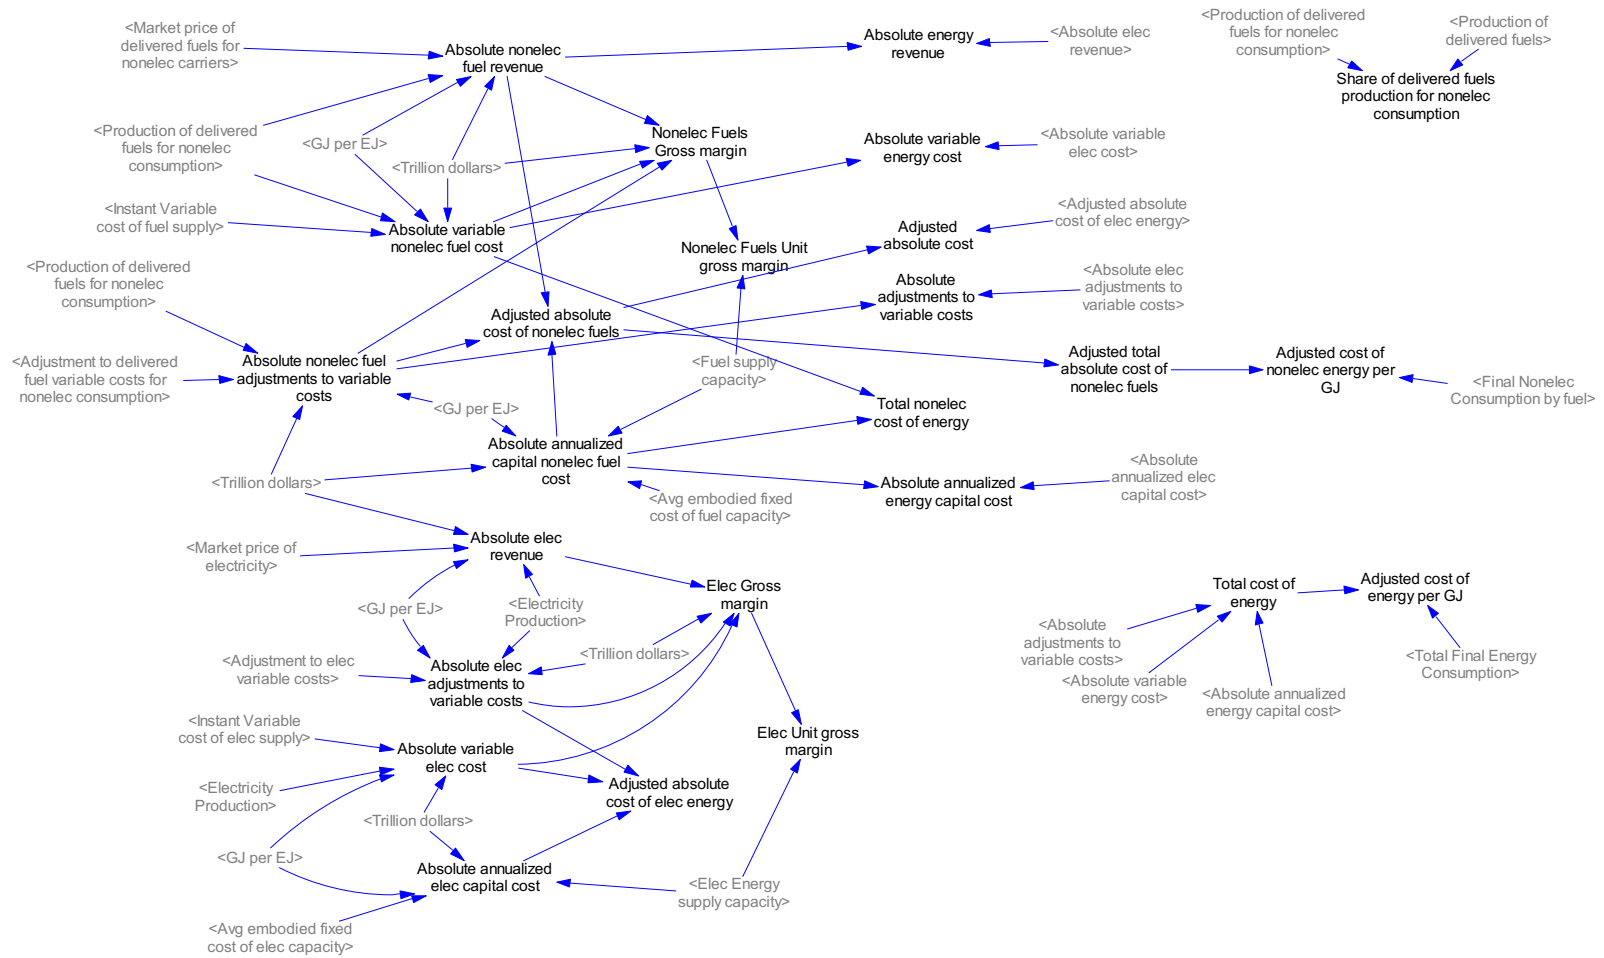 <Market price of
delivered fuels for
nonelec carriers>
Absolute nonelec
fuel revenue
Absolute energy
revenue
<Absolute elec
revenue>
<Production of delivered
fuels for nonelec
consumption>
<Production of
delivered fuels>
Share of delivered fuels
production for nonelec
consumption
<Production of delivered
fuels for nonelec
consumption>
<GJ per EJ>
<Trillion dollars>
Nonelec Fuels
Gross margin
Absolute variable
energy cost
<Absolute variable
elec cost>
<Instant Variable
cost of fuel supply>
Absolute variable
nonelec fuel cost
Nonelec Fuels Unit
gross margin
Adjusted
absolute cost
<Adjusted absolute
cost of elec energy>
<Production of delivered
fuels for nonelec
consumption>
Absolute
adjustments to
variable costs
<Absolute elec
adjustments to
variable costs>
Adjusted absolute
cost of nonelec fuels
<Adjustment to delivered
fuel variable costs for
nonelec consumption>
Absolute nonelec fuel
adjustments to variable
costs
<Fuel supply
capacity>
Adjusted total
absolute cost of
nonelec fuels
Adjusted cost of
nonelec energy per
GJ
<Final Nonelec
Consumption by fuel>
<GJ per EJ>
Total nonelec
cost of energy
Absolute annualized
capital nonelec fuel
cost
<Trillion dollars>
<Avg embodied fixed
cost of fuel capacity>
Absolute annualized
energy capital cost
<Absolute
annualized elec
capital cost>
<Market price of
electricity>
Absolute elec
revenue
Elec Gross
margin
<GJ per EJ>
<Electricity
Production>
<Trillion dollars>
<Adjustment to elec
variable costs>
Absolute elec
adjustments to
variable costs
Total cost of
energy
Adjusted cost of
energy per GJ
<Absolute
adjustments to
variable costs>
<Absolute variable
energy cost>
<Absolute annualized
energy capital cost>
<Total Final Energy
Consumption>
<Instant Variable
cost of elec supply>
Absolute variable
elec cost
Elec Unit gross
margin
<Electricity
Production>
<Trillion dollars>
Adjusted absolute
cost of elec energy
<GJ per EJ>
Absolute annualized
elec capital cost
<Elec Energy
supply capacity>
<Avg embodied fixed
cost of elec capacity>